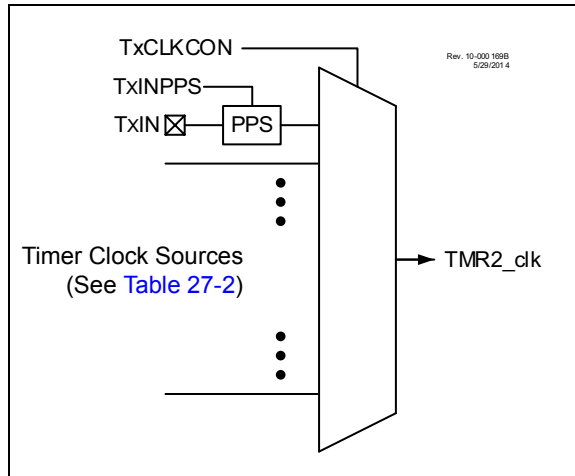 TxCLKCON
Rev. 10-000 169B
5/29/2014
TxINPPS
TxIN
PPS
Timer Clock Sources
(See Table 27-2)
TMR2_clk